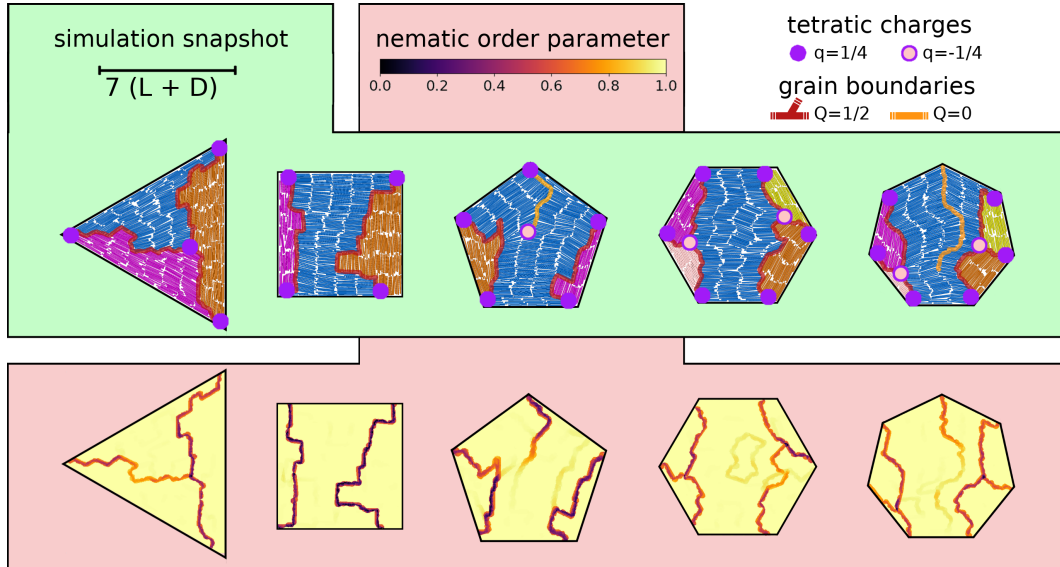 simulation snapshot
7 (L + D)
nematic order parameter
0.0 0.2 0.4 0.6 0.8 1.0
tetratic charges
q=1/4 q=-1/4
grain boundaries
Q=1/2 Q=0